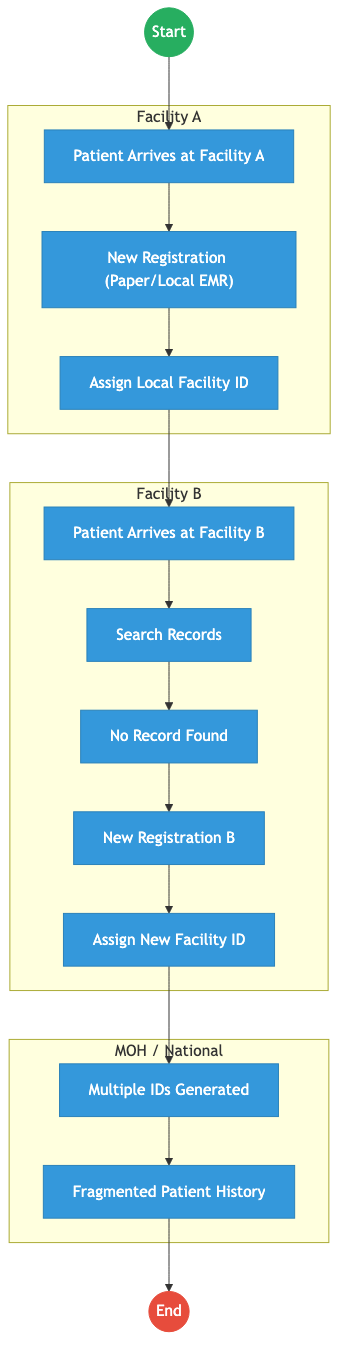 Start
Facility A
Patient Arrives at Facility A
New Registration
(Paper/Local EMR)
Assign Local Facility ID
Facility B
Patient Arrives at Facility B
Search Records
No Record Found
New Registration B
Assign New Facility ID
MOH / National
Multiple IDs Generated
Fragmented Patient History
End